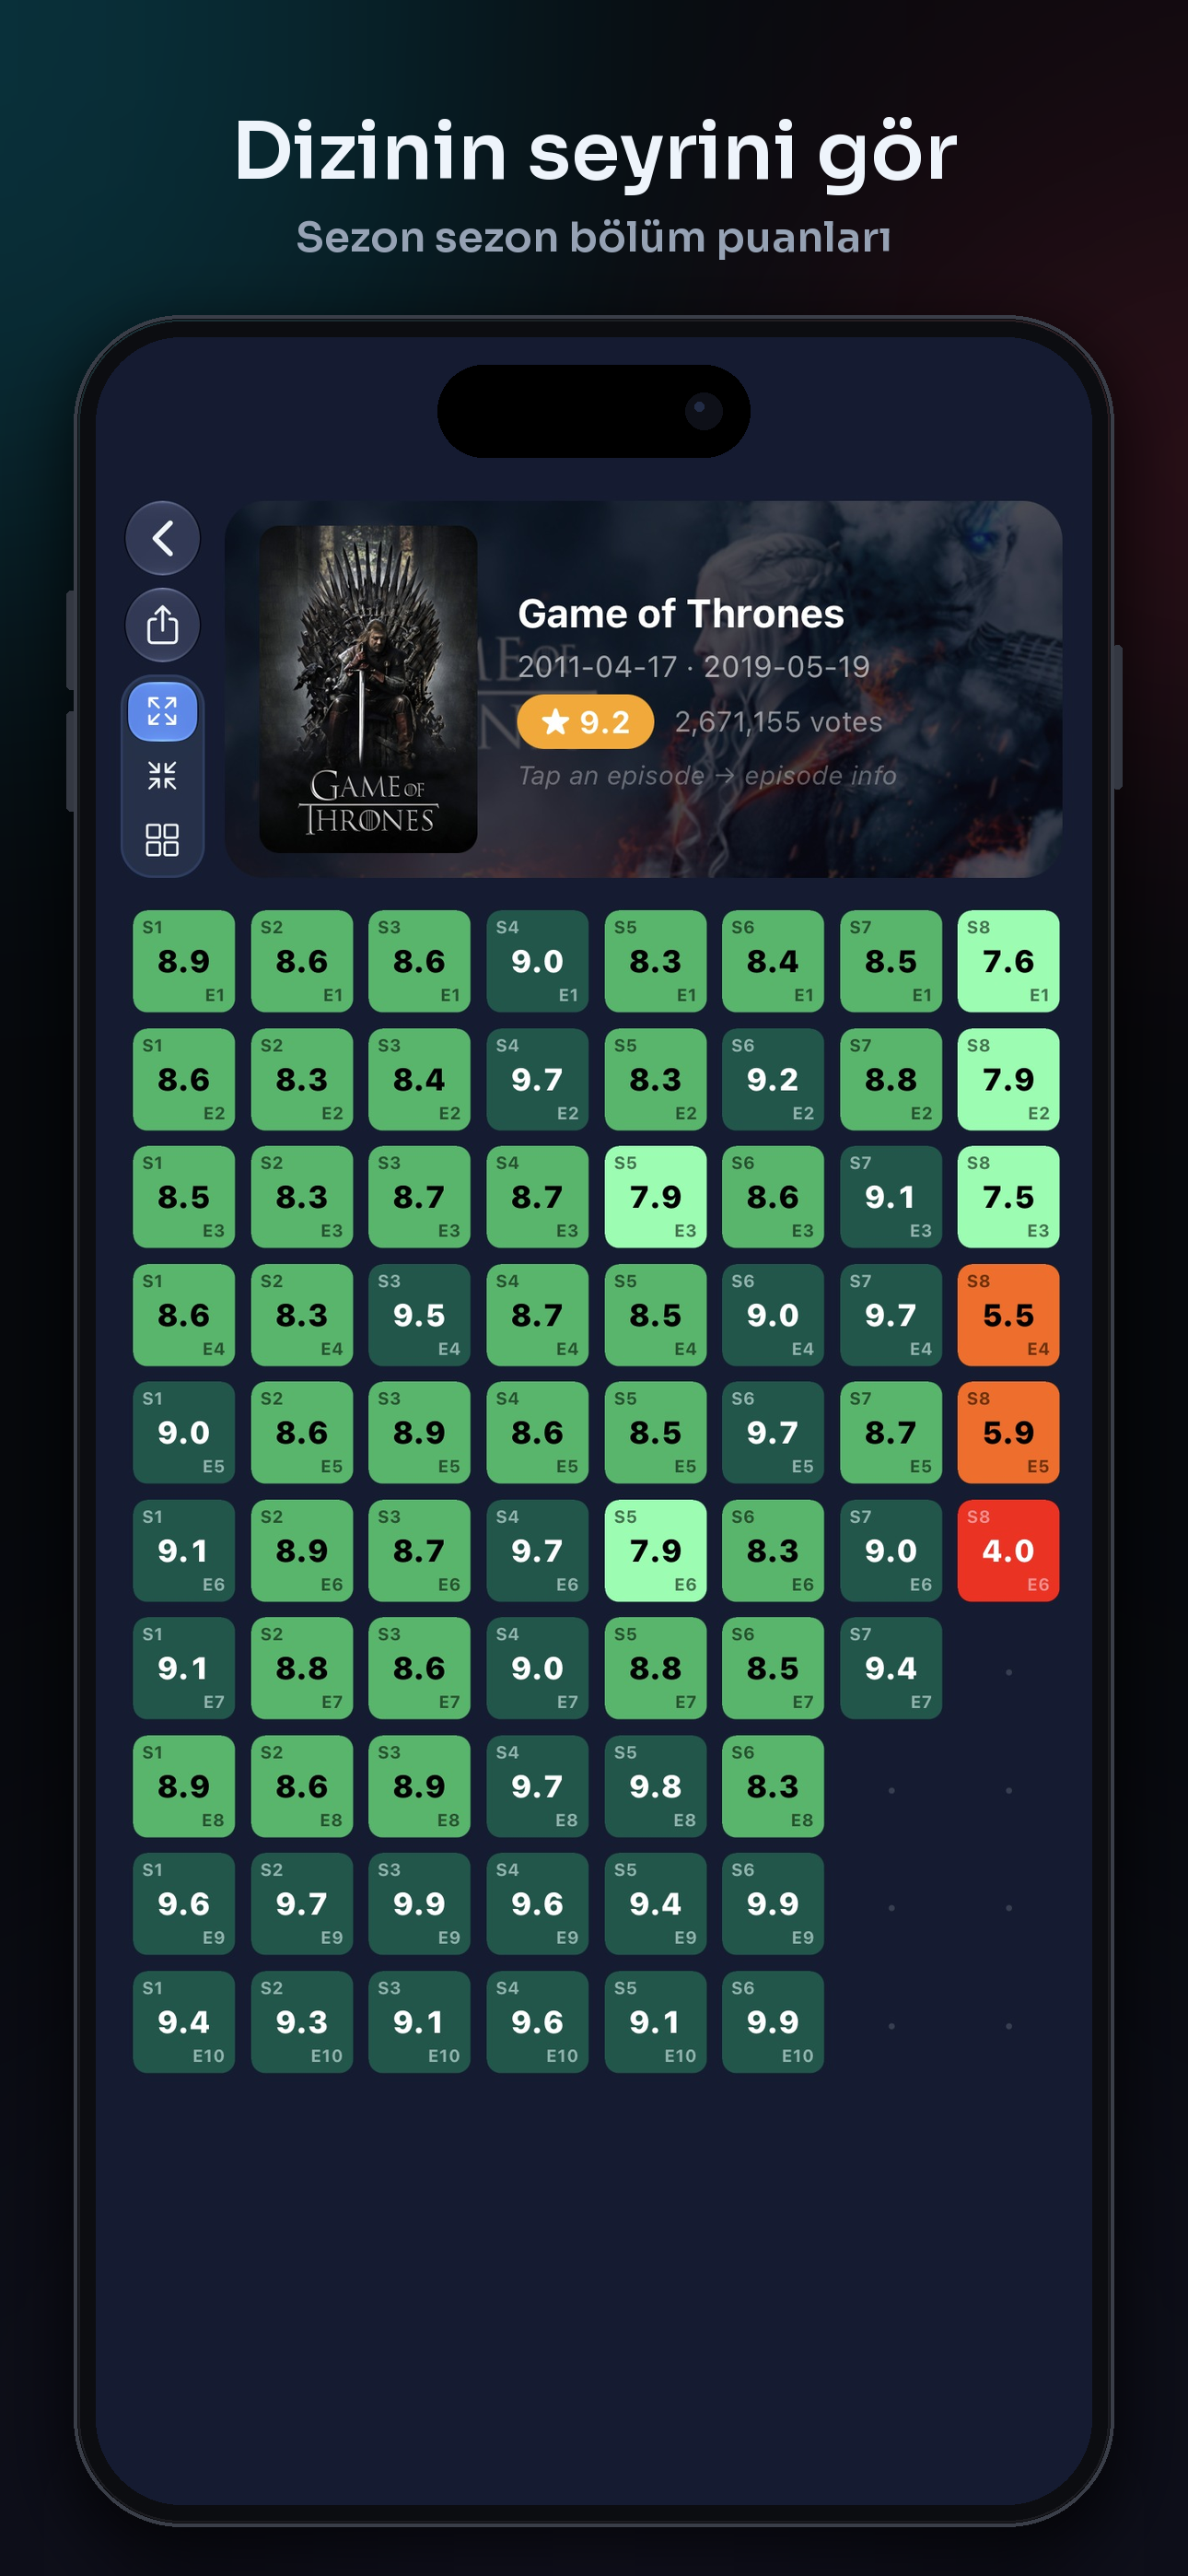 Dizinin seyrini gör
Sezon sezon bölüm puanları
GAME OF
THRONES
Game of Thrones
2011-04-17 · 2019-05-19
★ 9.2 2,671,155 votes
Tap an episode → episode info
S1 S2 S3 S4 S5 S6 S7 S8
8.9 8.6 8.6 9.0 8.3 8.4 8.5 7.6
E1 E1 E1 E1 E1 E1 E1 E1
S1 S2 S3 S4 S5 S6 S7 S8
8.6 8.3 8.4 9.7 8.3 9.2 8.8 7.9
E2 E2 E2 E2 E2 E2 E2 E2
S1 S2 S3 S4 S5 S6 S7 S8
8.5 8.3 8.7 8.7 7.9 8.6 9.1 7.5
E3 E3 E3 E3 E3 E3 E3 E3
S1 S2 S3 S4 S5 S6 S7 S8
8.6 8.3 9.5 8.7 8.5 9.0 9.7 5.5
E4 E4 E4 E4 E4 E4 E4 E4
S1 S2 S3 S4 S5 S6 S7 S8
9.0 8.6 8.9 8.6 8.5 9.7 8.7 5.9
E5 E5 E5 E5 E5 E5 E5 E5
S1 S2 S3 S4 S5 S6 S7 S8
9.1 8.9 8.7 9.7 7.9 8.3 9.0 4.0
E6 E6 E6 E6 E6 E6 E6 E6
S1 S2 S3 S4 S5 S6 S7
9.1 8.8 8.6 9.0 8.8 8.5 9.4
E7 E7 E7 E7 E7 E7 E7
S1 S2 S3 S4 S5 S6
8.9 8.6 8.9 9.7 9.8 8.3
E8 E8 E8 E8 E8 E8
S1 S2 S3 S4 S5 S6
9.6 9.7 9.9 9.6 9.4 9.9
E9 E9 E9 E9 E9 E9
S1 S2 S3 S4 S5 S6
9.4 9.3 9.1 9.6 9.1 9.9
E10 E10 E10 E10 E10 E10